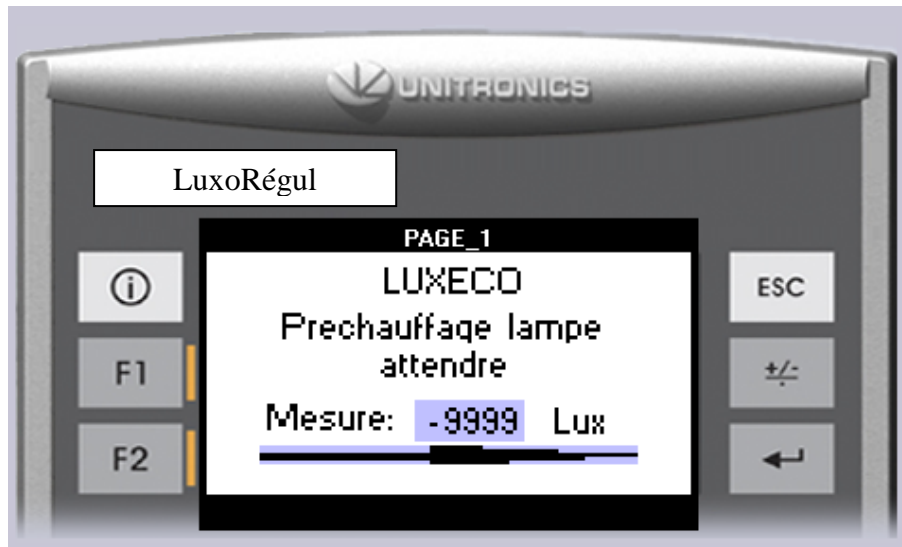 UNITRONICS
LuxoRégul
PAGE_1
LUXECO
ESC
Prechauffage lampe
F1
attendre
+/-
Mesure: -9999 Lux
F2